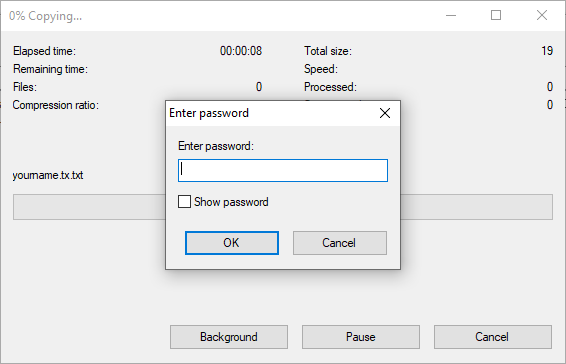 0% Copying...
Elapsed time: 00:00:08 Total size: 19
Remaining time: Speed:
Files: 0 Processed: 0
Compression ratio: 0
Enter password
Enter password:
yourname.tx.txt
Show password
OK Cancel
Background Pause Cancel